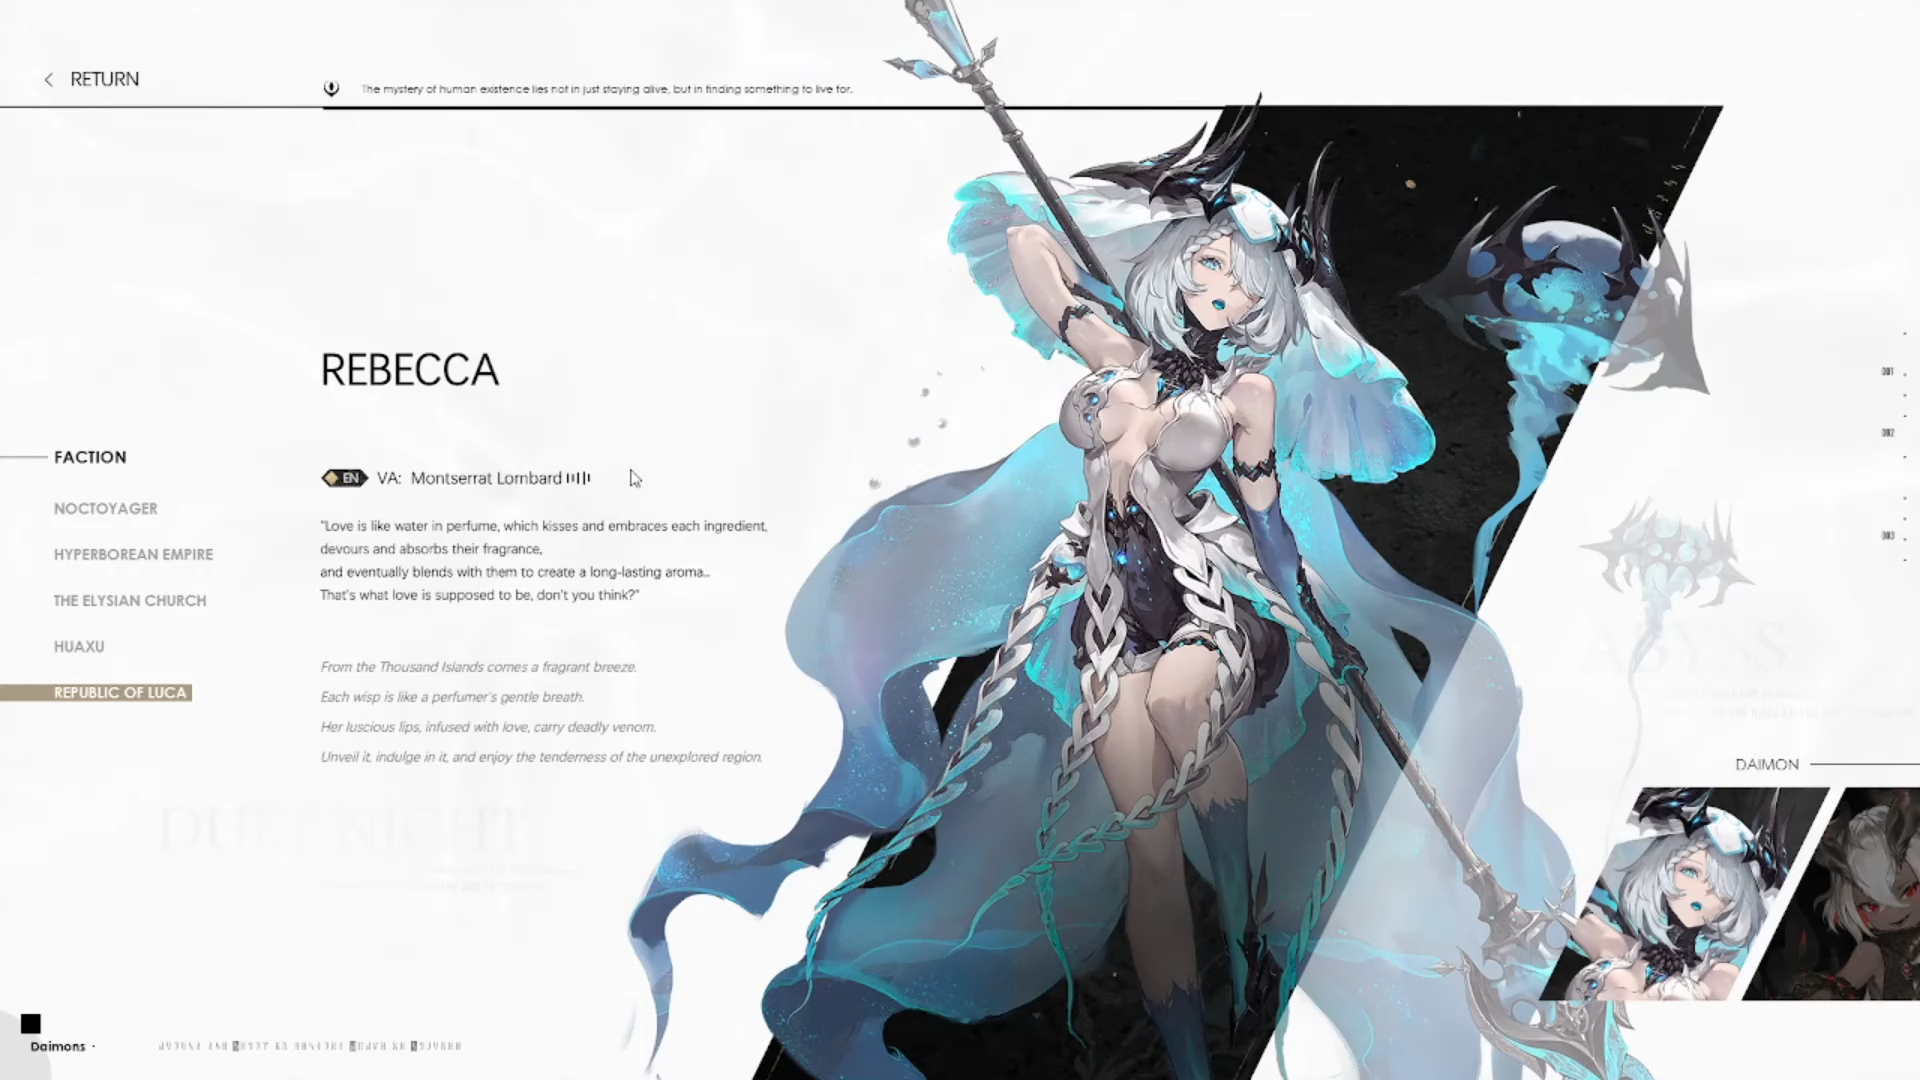 RETURN
The mystery of human existence lies not in just staying alive, but in finding something to live for.
REBECCA
FACTION
NOCTOYAGER
HYPERBOREAN EMPIRE
THE ELYSIAN CHURCH
HUAXU
REPUBLIC OF LUCA
EN VA: Montserrat Lombard
"Love is like water in perfume, which kisses and embraces each ingredient,
devours and absorbs their fragrance,
and eventually blends with them to create a long-lasting aroma...
That's what love is supposed to be, don't you think?"
From the Thousand Islands comes a fragrant breeze.
Each wisp is like a perfumer's gentle breath.
Her luscious lips, infused with love, carry deadly venom.
Unveil it, indulge in it, and enjoy the tenderness of the unexplored region.
001
002
003
ABYSS
DAIMON
Daimons